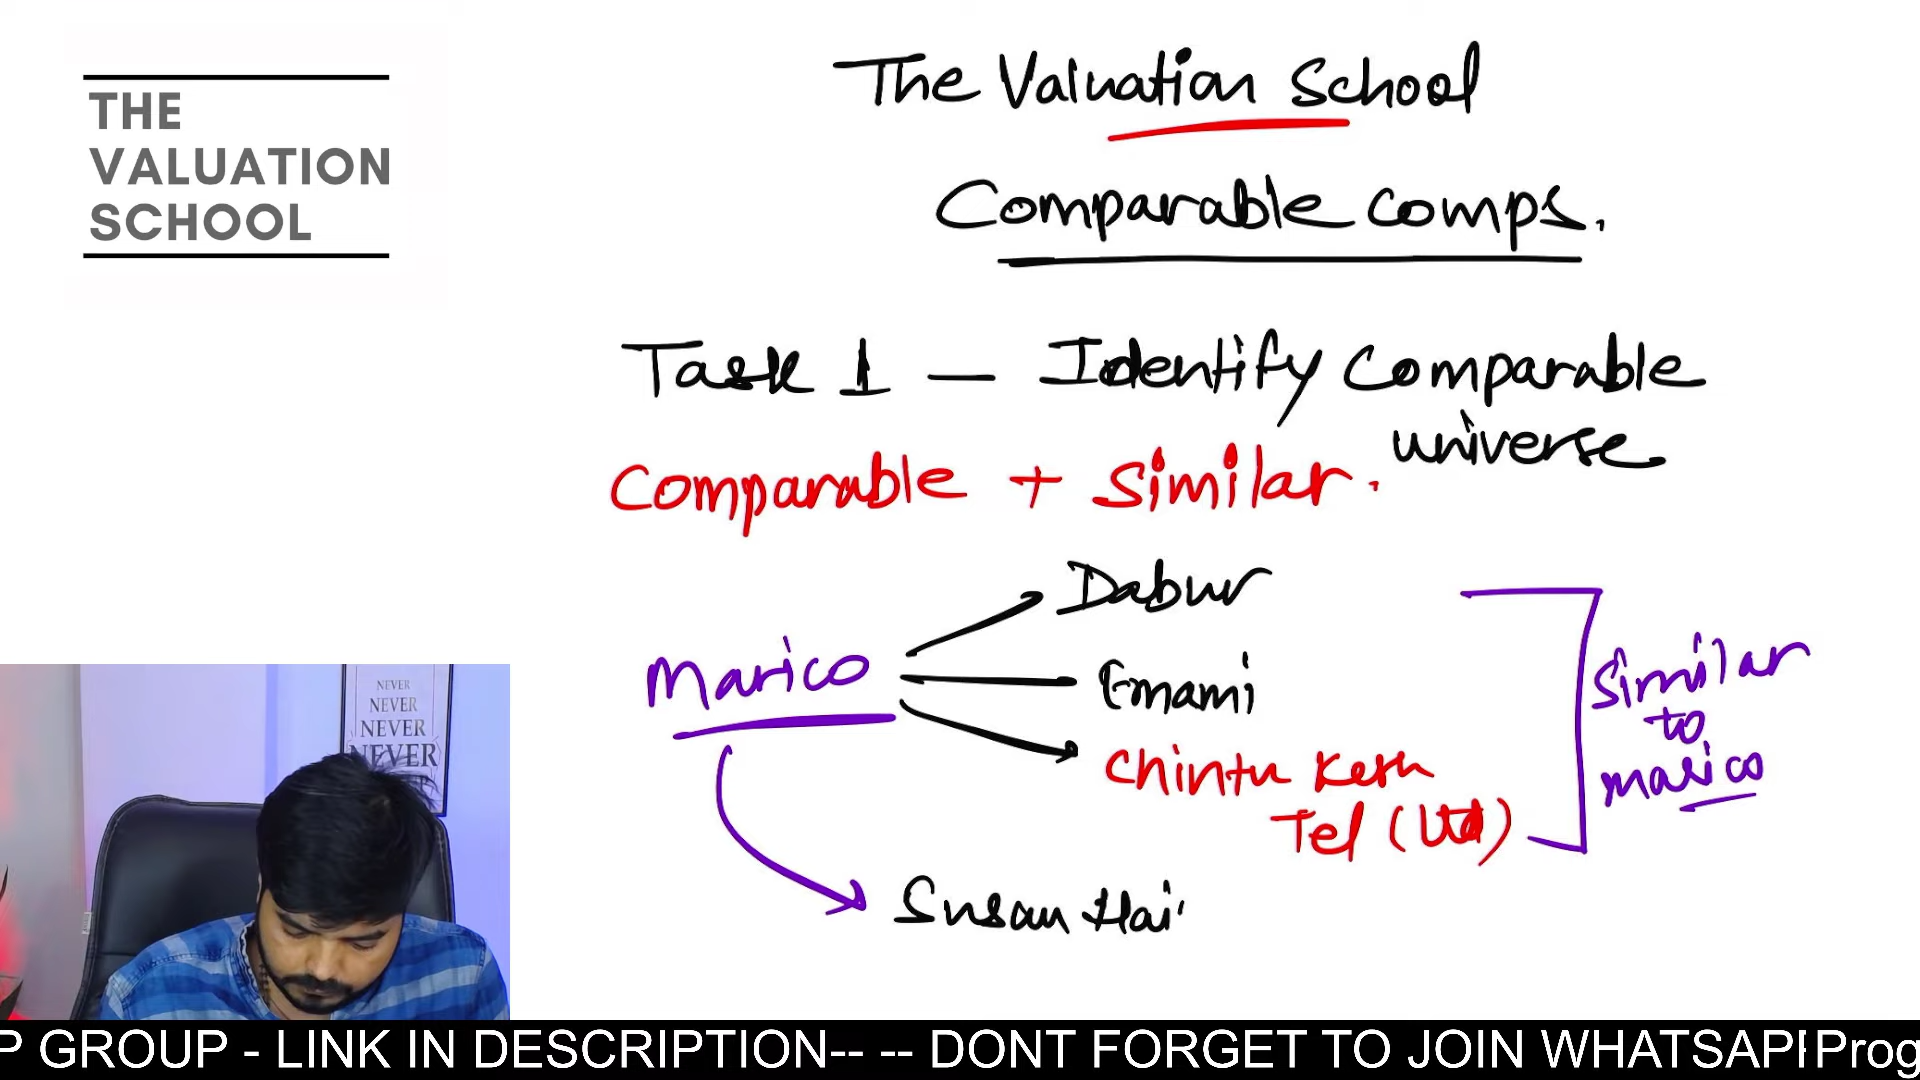 THE
VALUATION
SCHOOL
The Valuation School
Comparable comps.
Task 1 — Identify comparable
universe
Comparable + Similar.
Marico
Dabur
Emami
Chintu Kesh
Tel (Ltd)
Similar
to
marico
Susan Hai
NEVER
NEVER
NEVER
NEVER
P GROUP - LINK IN DESCRIPTION-- -- DONT FORGET TO JOIN WHATSAPP Prog